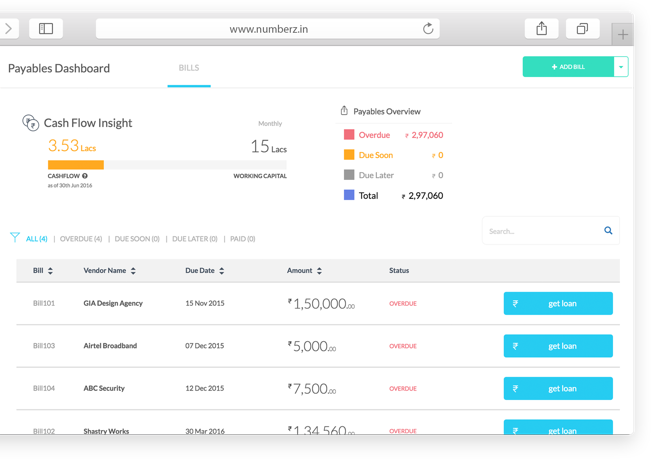 www.numberz.in
Payables Dashboard
BILLS
+ ADD BILL
Cash Flow Insight
Monthly
3.53 Lacs
15 Lacs
CASHFLOW ?
WORKING CAPITAL
as of 30th Jun 2016
Payables Overview
Overdue ₹ 2,97,060
Due Soon ₹ 0
Due Later ₹ 0
Total ₹ 2,97,060
ALL (4) | OVERDUE (4) | DUE SOON (0) | DUE LATER (0) | PAID (0)
Search...
Bill Vendor Name Due Date Amount Status
Bill101 GIA Design Agency 15 Nov 2015 ₹1,50,000.00 OVERDUE ₹ get loan
Bill103 Airtel Broadband 07 Dec 2015 ₹5,000.00 OVERDUE ₹ get loan
Bill104 ABC Security 12 Dec 2015 ₹7,500.00 OVERDUE ₹ get loan
Bill102 Shastry Works 30 Mar 2016 ₹1,34,560.00 OVERDUE ₹ get loan